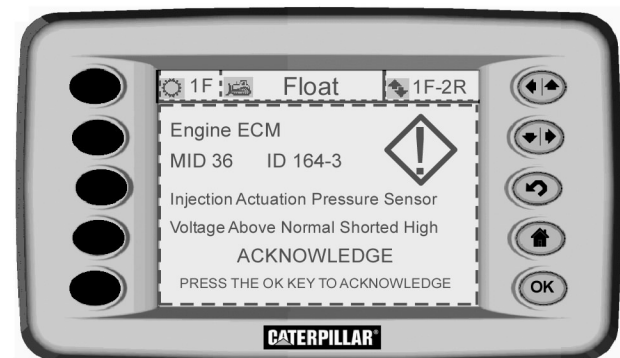 1F Float 1F-2R
Engine ECM
MID 36 ID 164-3
Injection Actuation Pressure Sensor
Voltage Above Normal Shorted High
ACKNOWLEDGE
PRESS THE OK KEY TO ACKNOWLEDGE
OK
CATERPILLAR®